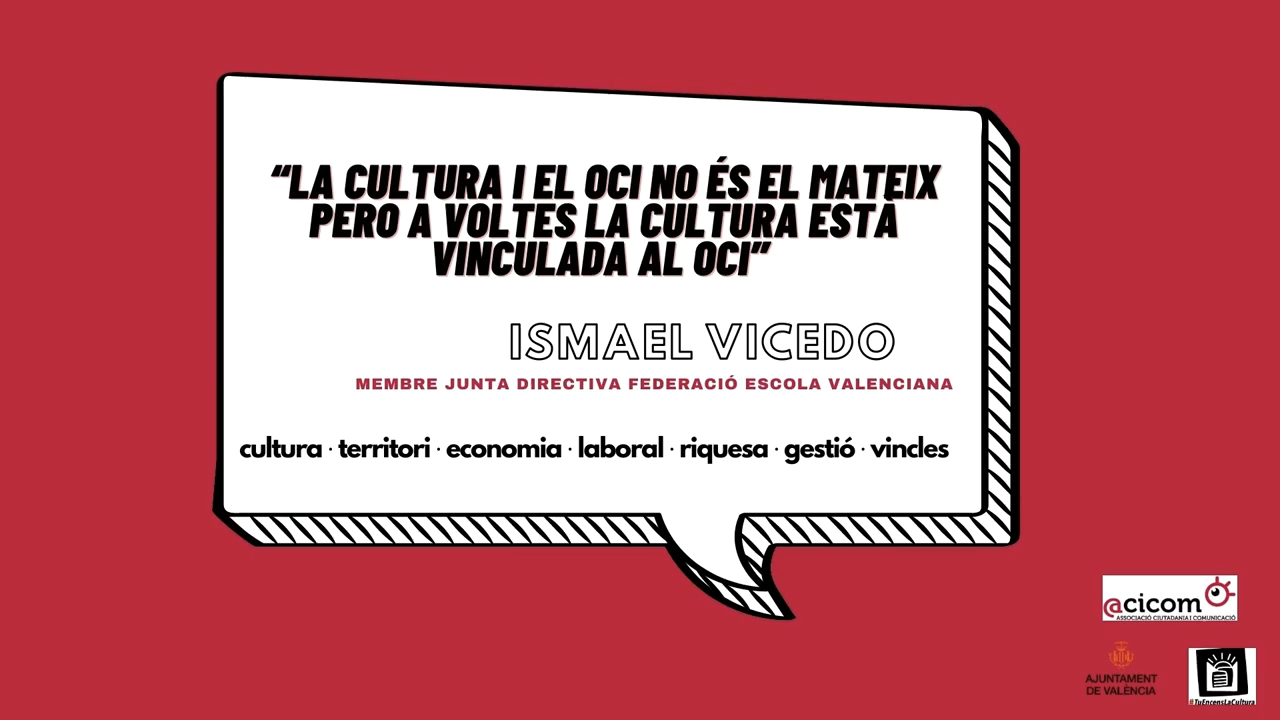 “LA CULTURA I EL OCI NO ÉS EL MATEIX
PERO A VOLTES LA CULTURA ESTÀ
VINCULADA AL OCI”
ISMAEL VICEDO
MEMBRE JUNTA DIRECTIVA FEDERACIÓ ESCOLA VALENCIANA
cultura · territori · economia · laboral · riquesa · gestió · vincles
@cicom
ASSOCIACIÓ CIUTADANIA I COMUNICACIÓ
AJUNTAMENT
DE VALÈNCIA
#TuEncensLaCultura